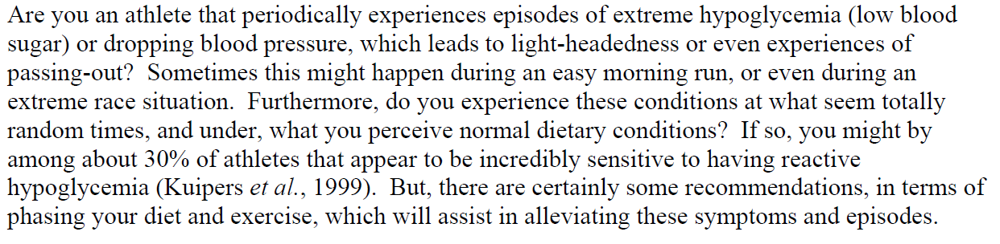 Are you an athlete that periodically experiences episodes of extreme hypoglycemia (low blood
sugar) or dropping blood pressure, which leads to light-headedness or even experiences of
passing-out?  Sometimes this might happen during an easy morning run, or even during an
extreme race situation.  Furthermore, do you experience these conditions at what seem totally
random times, and under, what you perceive normal dietary conditions?  If so, you might by
among about 30% of athletes that appear to be incredibly sensitive to having reactive
hypoglycemia (Kuipers et al., 1999).  But, there are certainly some recommendations, in terms of
phasing your diet and exercise, which will assist in alleviating these symptoms and episodes.